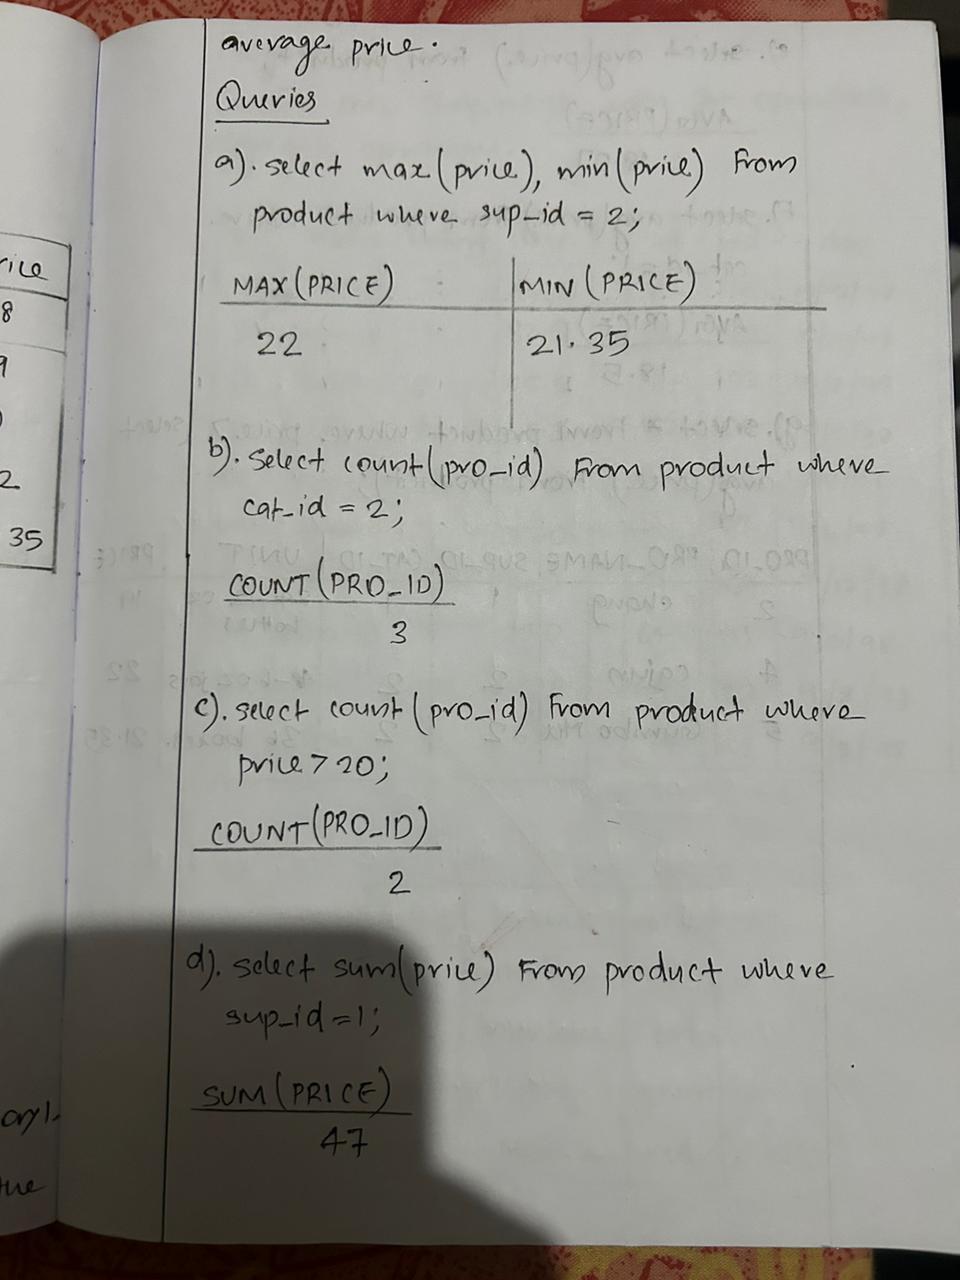 average price.
Queries
a). select max(price), min(price) From
product where sup_id = 2;
MAX(PRICE) MIN(PRICE)
22 21.35
b). select count(pro_id) From product where
cat_id = 2;
COUNT(PRO_ID)
3
c). select count(pro_id) From product where
price > 20;
COUNT(PRO_ID)
2
d). select sum(price) From product where
sup_id = 1;
SUM(PRICE)
47
rice
8
9
2
35